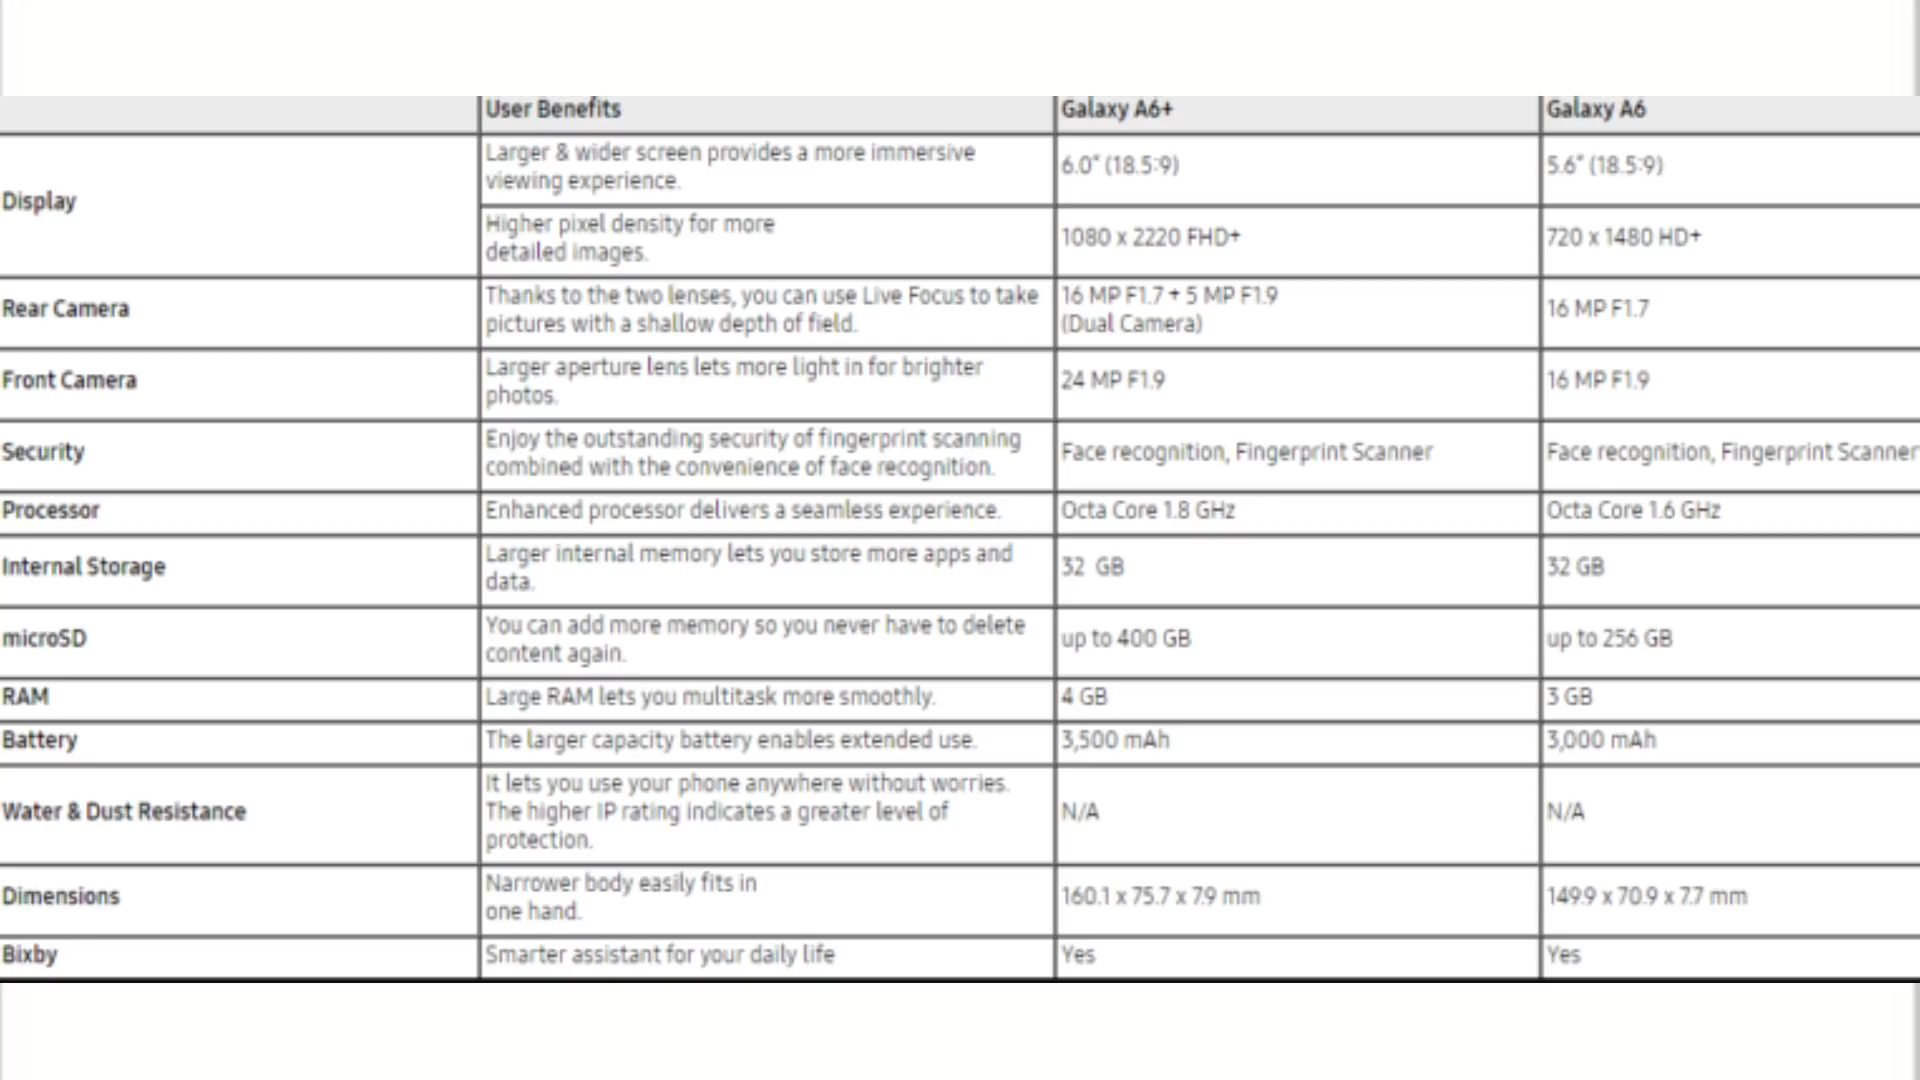 User Benefits Galaxy A6+ Galaxy A6
Display
Larger & wider screen provides a more immersive
viewing experience.
6.0" (18.5:9) 5.6" (18.5:9)
Higher pixel density for more
detailed images.
1080 x 2220 FHD+ 720 x 1480 HD+
Rear Camera
Thanks to the two lenses, you can use Live Focus to take
pictures with a shallow depth of field.
16 MP F1.7 + 5 MP F1.9
(Dual Camera)
16 MP F1.7
Front Camera
Larger aperture lens lets more light in for brighter
photos.
24 MP F1.9 16 MP F1.9
Security
Enjoy the outstanding security of fingerprint scanning
combined with the convenience of face recognition.
Face recognition, Fingerprint Scanner Face recognition, Fingerprint Scanner
Processor Enhanced processor delivers a seamless experience. Octa Core 1.8 GHz Octa Core 1.6 GHz
Internal Storage
Larger internal memory lets you store more apps and
data.
32 GB 32 GB
microSD
You can add more memory so you never have to delete
content again.
up to 400 GB up to 256 GB
RAM Large RAM lets you multitask more smoothly. 4 GB 3 GB
Battery The larger capacity battery enables extended use. 3,500 mAh 3,000 mAh
Water & Dust Resistance
It lets you use your phone anywhere without worries.
The higher IP rating indicates a greater level of
protection.
N/A N/A
Dimensions
Narrower body easily fits in
one hand.
160.1 x 75.7 x 7.9 mm 149.9 x 70.9 x 7.7 mm
Bixby Smarter assistant for your daily life Yes Yes